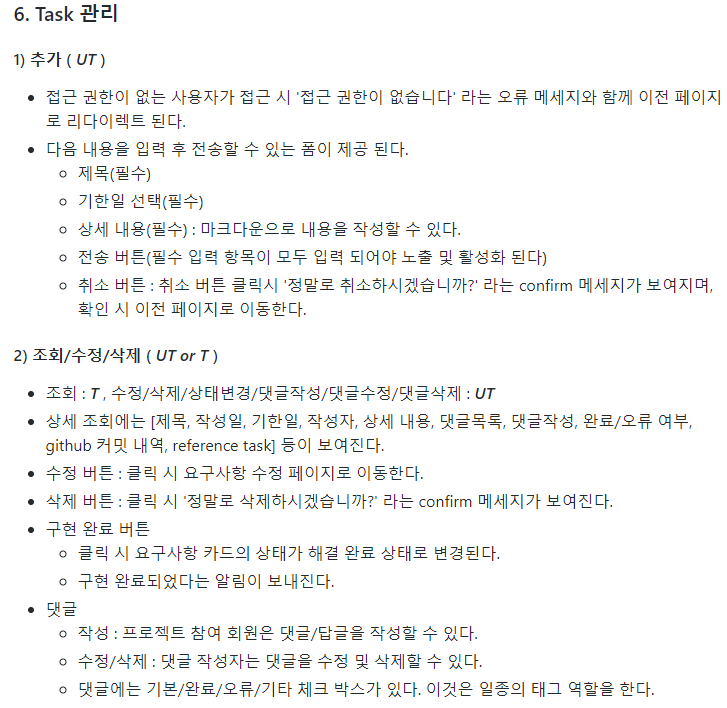 6. Task 관리
1) 추가 ( UT )
접근 권한이 없는 사용자가 접근 시 '접근 권한이 없습니다' 라는 오류 메세지와 함께 이전 페이지
로 리다이렉트 된다.
다음 내용을 입력 후 전송할 수 있는 폼이 제공 된다.
제목(필수)
기한일 선택(필수)
상세 내용(필수) : 마크다운으로 내용을 작성할 수 있다.
전송 버튼(필수 입력 항목이 모두 입력 되어야 노출 및 활성화 된다)
취소 버튼 : 취소 버튼 클릭시 '정말로 취소하시겠습니까?' 라는 confirm 메세지가 보여지며,
확인 시 이전 페이지로 이동한다.
2) 조회/수정/삭제 ( UT or T )
조회 : T , 수정/삭제/상태변경/댓글작성/댓글수정/댓글삭제 : UT
상세 조회에는 [제목, 작성일, 기한일, 작성자, 상세 내용, 댓글목록, 댓글작성, 완료/오류 여부,
github 커밋 내역, reference task] 등이 보여진다.
수정 버튼 : 클릭 시 요구사항 수정 페이지로 이동한다.
삭제 버튼 : 클릭 시 '정말로 삭제하시겠습니까?' 라는 confirm 메세지가 보여진다.
구현 완료 버튼
클릭 시 요구사항 카드의 상태가 해결 완료 상태로 변경된다.
구현 완료되었다는 알림이 보내진다.
댓글
작성 : 프로젝트 참여 회원은 댓글/답글을 작성할 수 있다.
수정/삭제 : 댓글 작성자는 댓글을 수정 및 삭제할 수 있다.
댓글에는 기본/완료/오류/기타 체크 박스가 있다. 이것은 일종의 태그 역할을 한다.